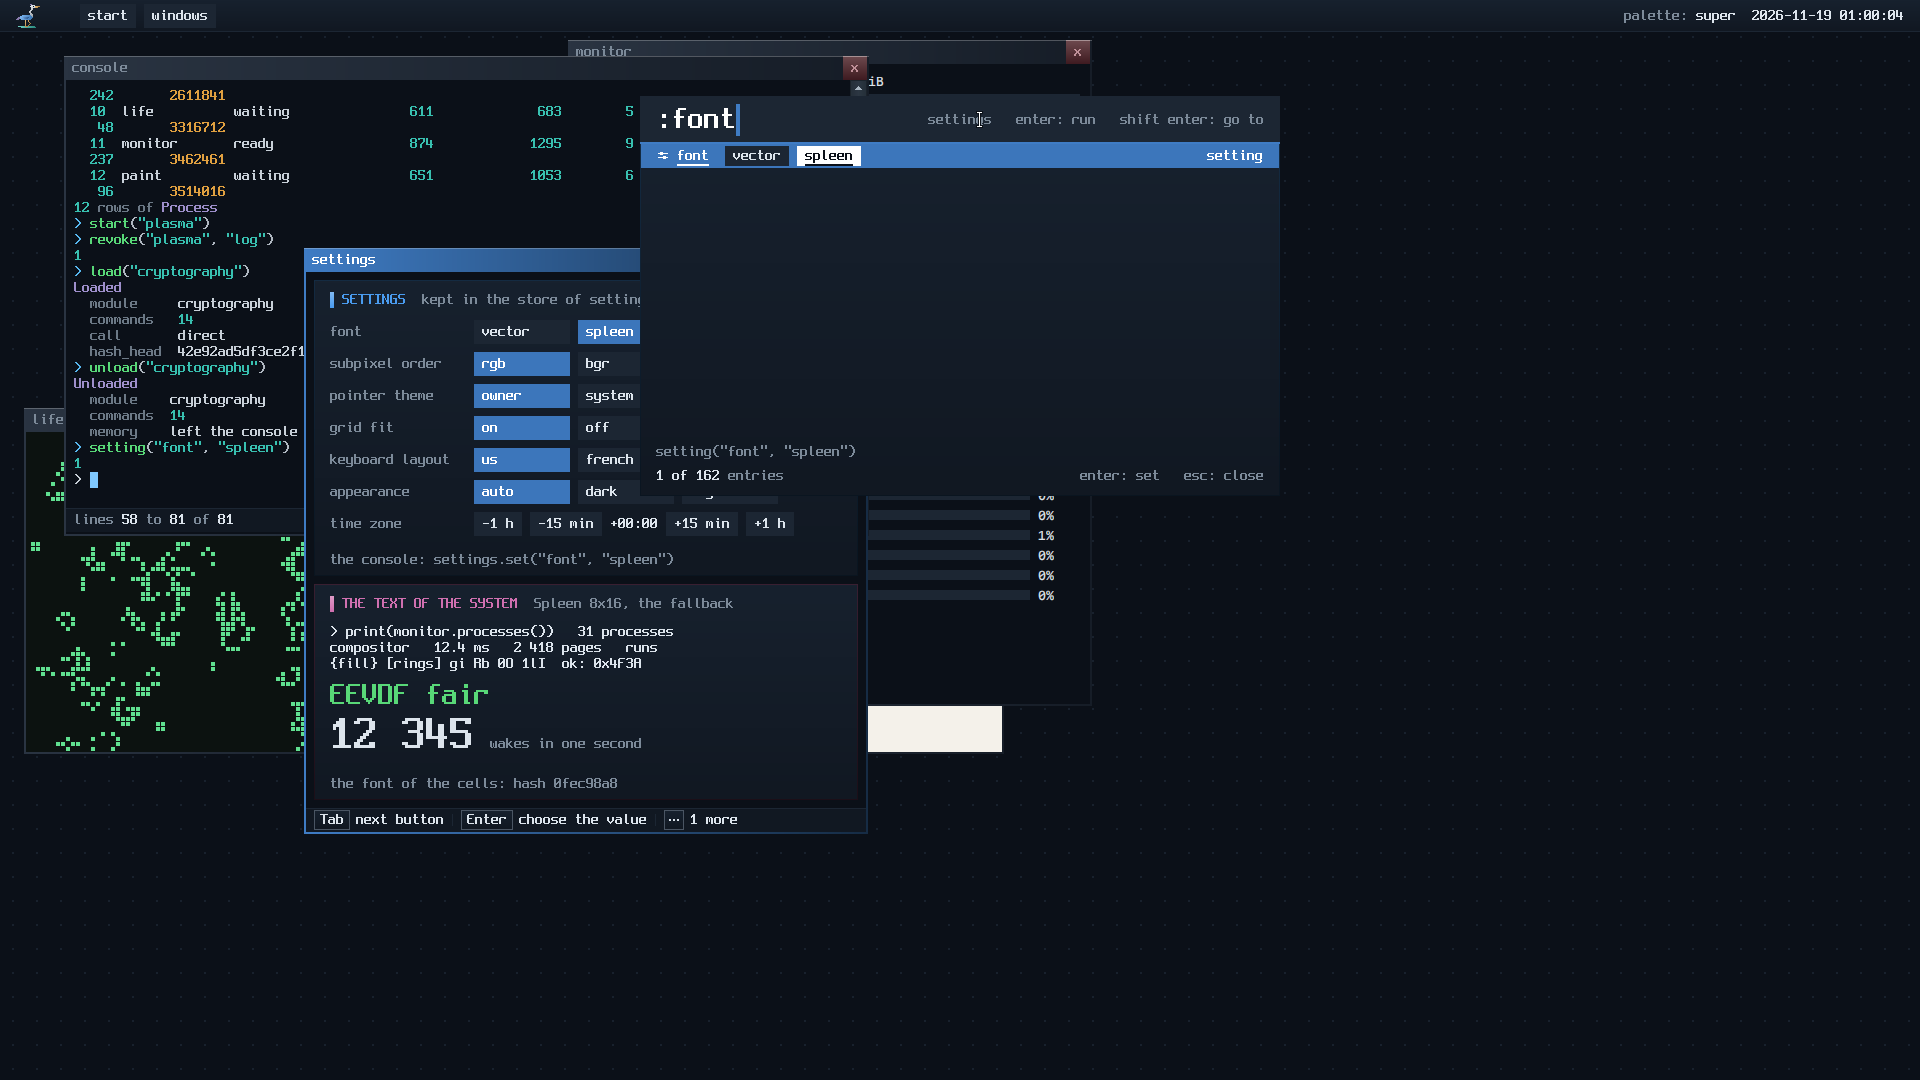 start windows palette: super 2026-11-19 01:00:04
monitor
console
iB
242 2611841
10 life waiting 611 683 5
48 3316712
11 monitor ready 874 1295 9
237 3462461
12 paint waiting 651 1053 6
96 3514016
12 rows of Process
> start("plasma")
> revoke("plasma", "log")
1
> load("cryptography")
Loaded
module cryptography
commands 14
call direct
hash_head 42e92ad5df3ce2f1
> unload("cryptography")
Unloaded
module cryptography
commands 14
memory left the console
> setting("font", "spleen")
1
>
lines 58 to 81 of 81
life
:font settings enter: run shift enter: go to
font vector spleen setting
setting("font", "spleen")
1 of 162 entries enter: set esc: close
settings
SETTINGS kept in the store of setting
font vector spleen
subpixel order rgb bgr
pointer theme owner system
grid fit on off
keyboard layout us french
appearance auto dark
time zone -1 h -15 min +00:00 +15 min +1 h
the console: settings.set("font", "spleen")
THE TEXT OF THE SYSTEM Spleen 8x16, the fallback
> print(monitor.processes()) 31 processes
compositor 12.4 ms 2 418 pages runs
{fill} [rings] gi Rb 0O 1lI ok: 0x4F3A
EEVDF fair
12 345 wakes in one second
the font of the cells: hash 0fec98a8
Tab next button Enter choose the value ... 1 more
0%
0%
1%
0%
0%
0%